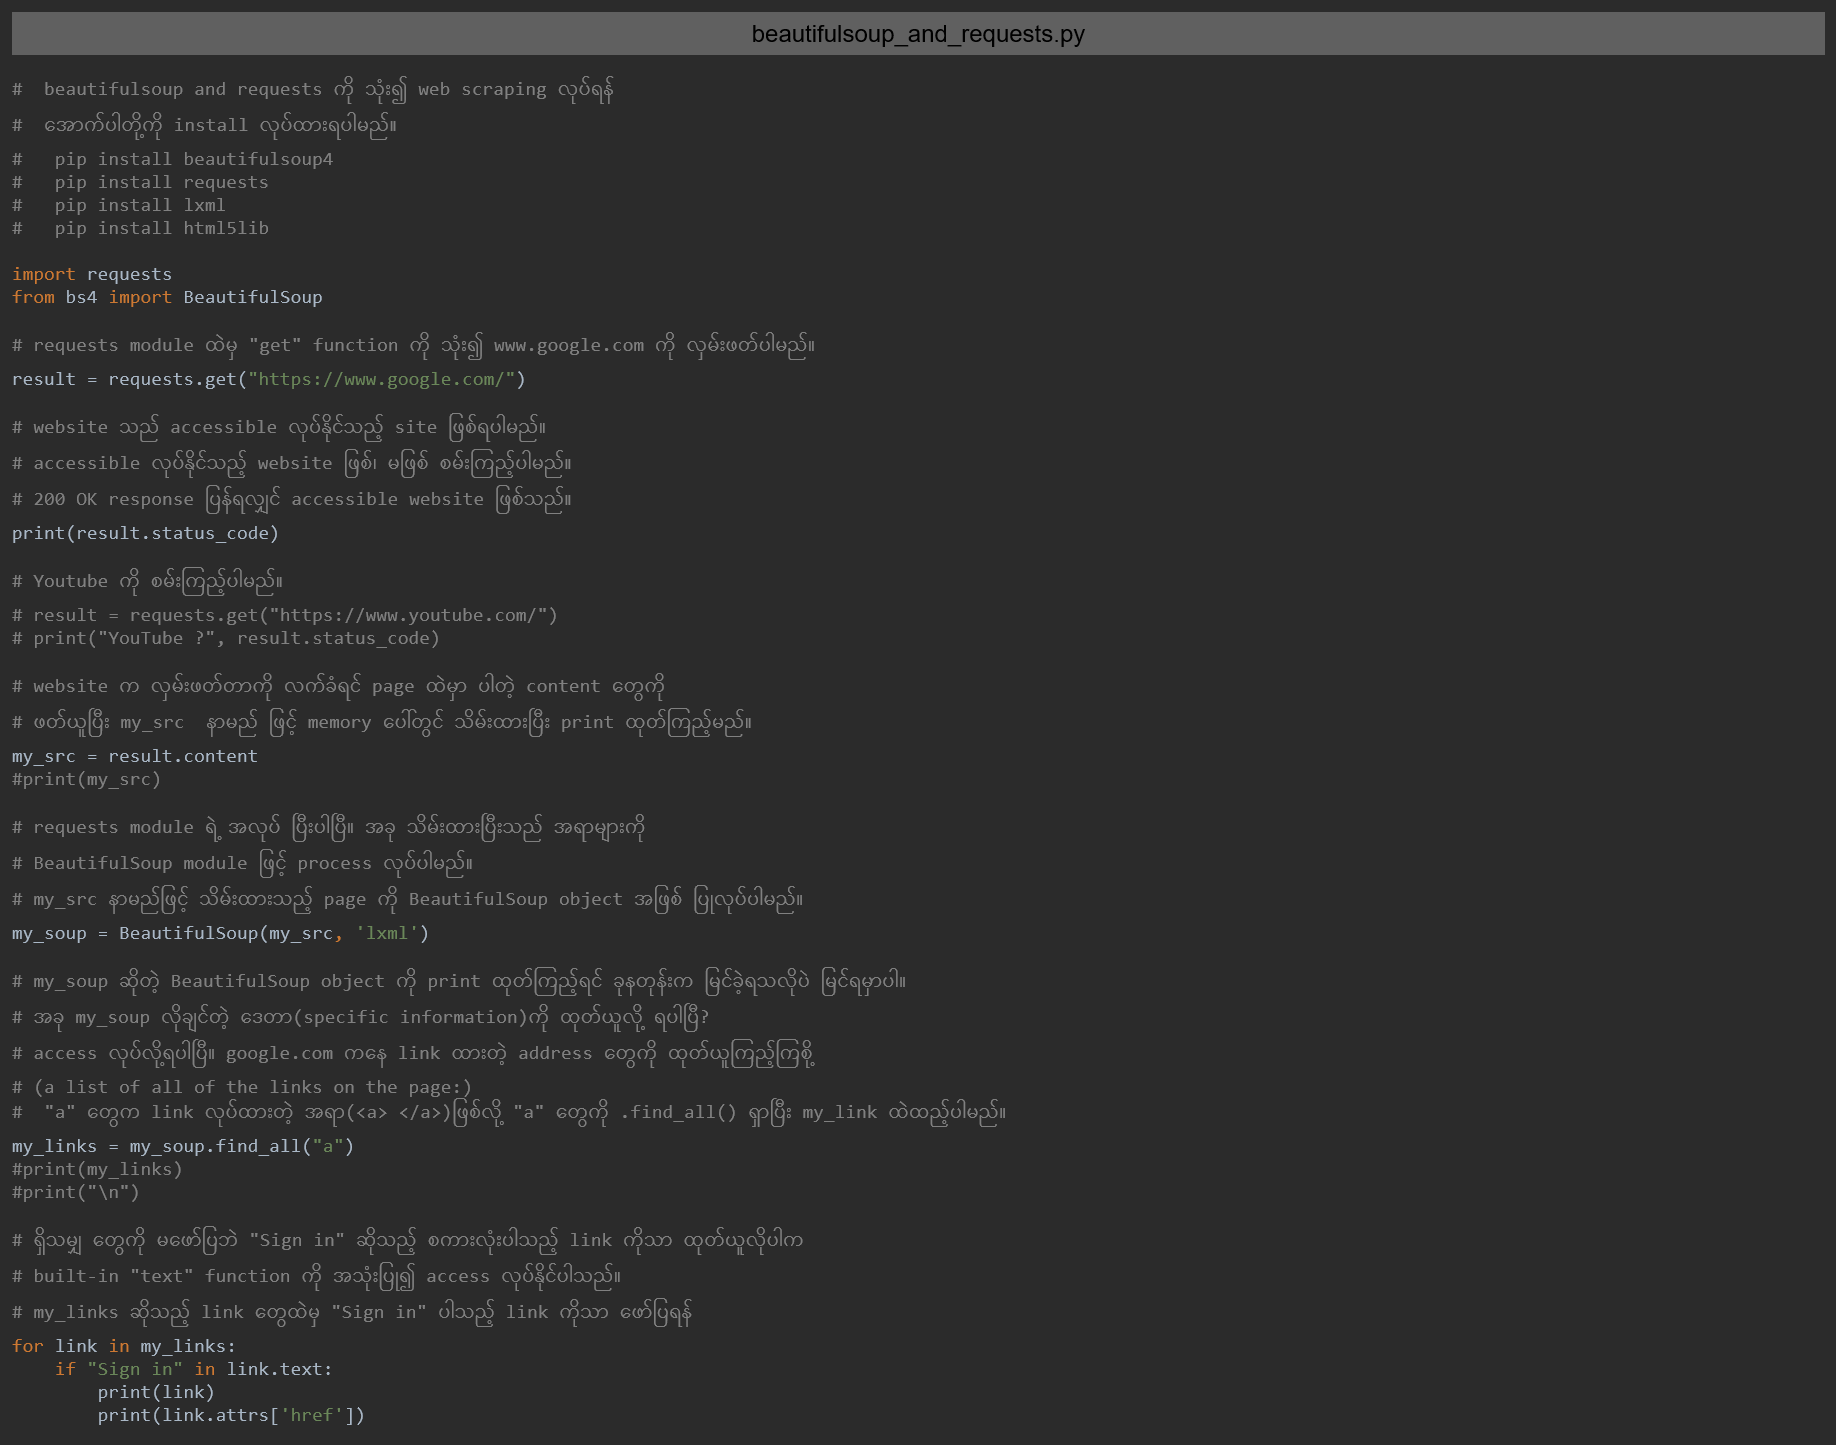 beautifulsoup_and_requests.py
#  beautifulsoup and requests ကို သုံး၍ web scraping လုပ်ရန်
#  အောက်ပါတို့ကို install လုပ်ထားရပါမည်။
#   pip install beautifulsoup4
#   pip install requests
#   pip install lxml
#   pip install html5lib
import requests
from bs4 import BeautifulSoup
# requests module ထဲမှ "get" function ကို သုံး၍ www.google.com ကို လှမ်းဖတ်ပါမည်။
result = requests.get("https://www.google.com/")
# website သည် accessible လုပ်နိုင်သည့် site ဖြစ်ရပါမည်။
# accessible လုပ်နိုင်သည့် website ဖြစ်၊ မဖြစ် စမ်းကြည့်ပါမည်။
# 200 OK response ပြန်ရလျှင် accessible website ဖြစ်သည်။
print(result.status_code)
# Youtube ကို စမ်းကြည့်ပါမည်။
# result = requests.get("https://www.youtube.com/")
# print("YouTube ?", result.status_code)
# website က လှမ်းဖတ်တာကို လက်ခံရင် page ထဲမှာ ပါတဲ့ content တွေကို
# ဖတ်ယူပြီး my_src  နာမည် ဖြင့် memory ပေါ်တွင် သိမ်းထားပြီး print ထုတ်ကြည့်မည်။
my_src = result.content
#print(my_src)
# requests module ရဲ့ အလုပ် ပြီးပါပြီ။ အခု သိမ်းထားပြီးသည် အရာများကို
# BeautifulSoup module ဖြင့် process လုပ်ပါမည်။
# my_src နာမည်ဖြင့် သိမ်းထားသည့် page ကို BeautifulSoup object အဖြစ် ပြုလုပ်ပါမည်။
my_soup = BeautifulSoup(my_src, 'lxml')
# my_soup ဆိုတဲ့ BeautifulSoup object ကို print ထုတ်ကြည့်ရင် ခုနတုန်းက မြင်ခဲ့ရသလိုပဲ မြင်ရမှာပါ။
# အခု my_soup လိုချင်တဲ့ ဒေတာ(specific information)ကို ထုတ်ယူလို့ ရပါပြီ?
# access လုပ်လို့ရပါပြီ။ google.com ကနေ link ထားတဲ့ address တွေကို ထုတ်ယူကြည့်ကြစို့
# (a list of all of the links on the page:)
#  "a" တွေက link လုပ်ထားတဲ့ အရာ(<a> </a>)ဖြစ်လို့ "a" တွေကို .find_all() ရှာပြီး my_link ထဲထည့်ပါမည်။
my_links = my_soup.find_all("a")
#print(my_links)
#print("\n")
# ရှိသမျှ တွေကို မဖော်ပြဘဲ "Sign in" ဆိုသည့် စကားလုံးပါသည့် link ကိုသာ ထုတ်ယူလိုပါက
# built-in "text" function ကို အသုံးပြု၍ access လုပ်နိုင်ပါသည်။
# my_links ဆိုသည့် link တွေထဲမှ "Sign in" ပါသည့် link ကိုသာ ဖော်ပြရန်
for link in my_links:
    if "Sign in" in link.text:
        print(link)
        print(link.attrs['href'])